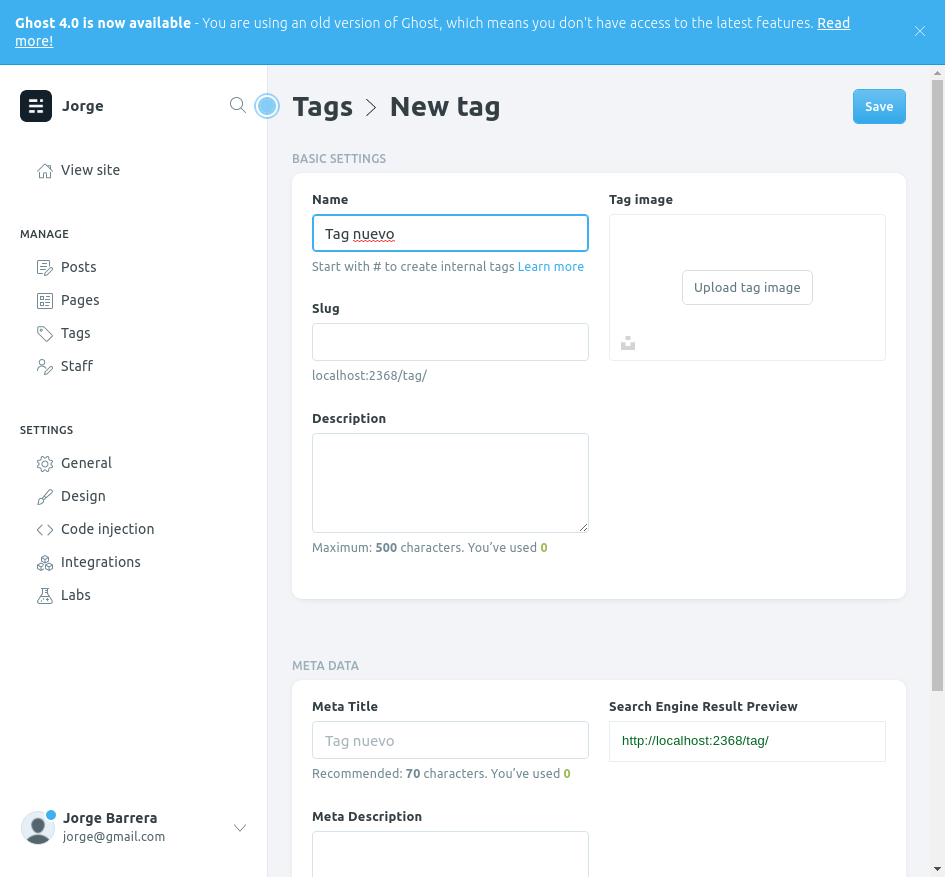 Ghost 4.0 is now available - You are using an old version of Ghost, which means you don't have access to the latest features. Read
more!
Jorge
Tags > New tag
Save
View site
BASIC SETTINGS
Name
Tag image
Tag nuevo
Start with # to create internal tags Learn more
Upload tag image
MANAGE
Posts
Pages
Tags
Staff
Slug
localhost:2368/tag/
Description
Maximum: 500 characters. You've used 0
SETTINGS
General
Design
Code injection
Integrations
Labs
META DATA
Meta Title
Search Engine Result Preview
Tag nuevo
http://localhost:2368/tag/
Recommended: 70 characters. You've used 0
Meta Description
Jorge Barrera
jorge@gmail.com